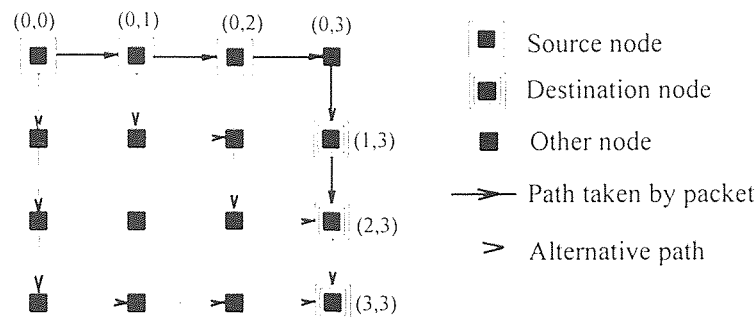 (0,0) (0,1) (0,2) (0,3)
Source node
Destination node
(1,3)
Other node
Path taken by packet
(2,3)
Alternative path
(3,3)